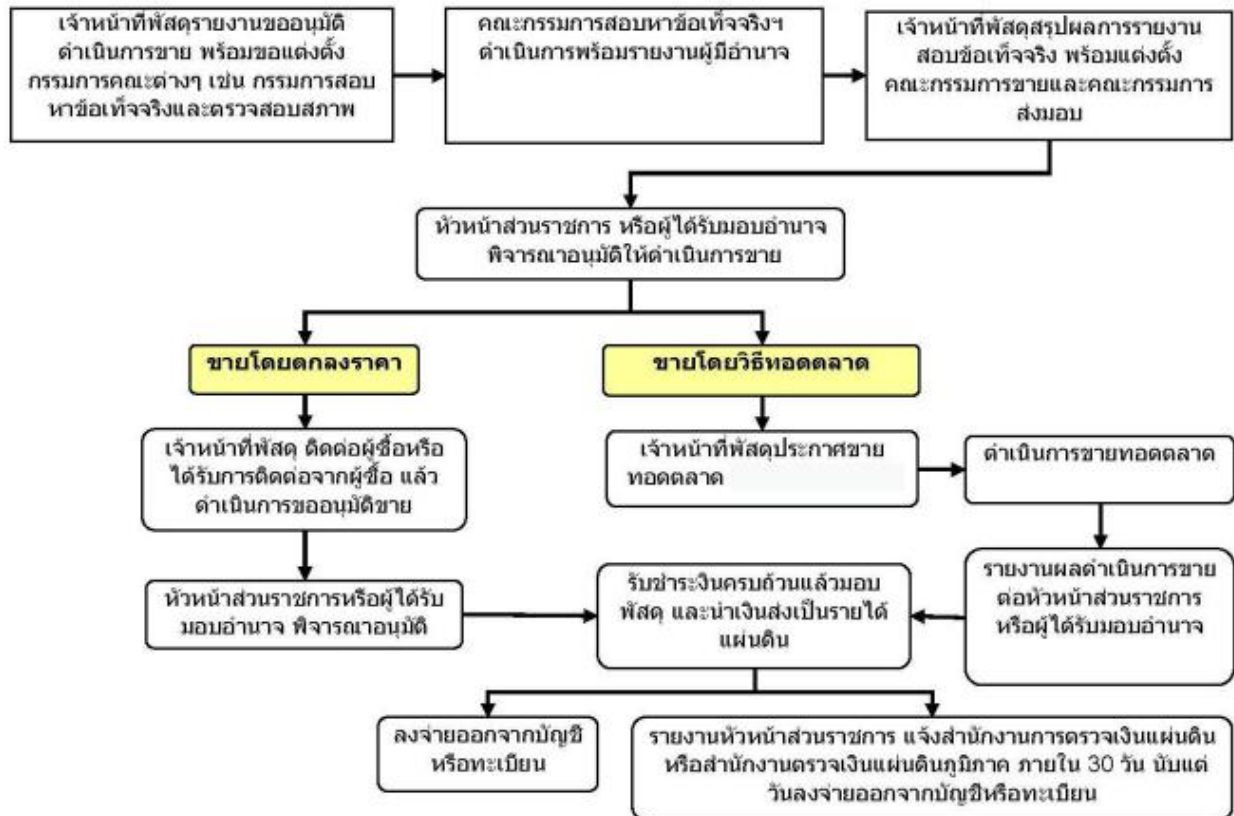 เจ้าหน้าที่พัสดุรายงานขออนุมัติ
ดำเนินการขาย พร้อมขอแต่งตั้ง
กรรมการคณะต่างๆ เช่น กรรมการสอบ
หาข้อเท็จจริงและตรวจสอบสภาพ
คณะกรรมการสอบหาข้อเท็จจริงฯ
ดำเนินการพร้อมรายงานผู้มีอำนาจ
เจ้าหน้าที่พัสดุสรุปผลการรายงาน
สอบข้อเท็จจริง พร้อมแต่งตั้ง
คณะกรรมการขายและคณะกรรมการ
ส่งมอบ
หัวหน้าส่วนราชการ หรือผู้ได้รับมอบอำนาจ
พิจารณาอนุมัติให้ดำเนินการขาย
ขายโดยตกลงราคา
ขายโดยวิธีทอดตลาด
เจ้าหน้าที่พัสดุ ติดต่อผู้ซื้อหรือ
ได้รับการติดต่อจากผู้ซื้อ แล้ว
ดำเนินการขออนุมัติขาย
เจ้าหน้าที่พัสดุประกาศขาย
ทอดตลาด
ดำเนินการขายทอดตลาด
หัวหน้าส่วนราชการหรือผู้ได้รับ
มอบอำนาจ พิจารณาอนุมัติ
รับชำระเงินครบถ้วนแล้วมอบ
พัสดุ และนำเงินส่งเป็นรายได้
แผ่นดิน
รายงานผลดำเนินการขาย
ต่อหัวหน้าส่วนราชการ
หรือผู้ได้รับมอบอำนาจ
ลงจ่ายออกจากบัญชี
หรือทะเบียน
รายงานหัวหน้าส่วนราชการ แจ้งสำนักงานการตรวจเงินแผ่นดิน
หรือสำนักงานตรวจเงินแผ่นดินภูมิภาค ภายใน 30 วัน นับแต่
วันลงจ่ายออกจากบัญชีหรือทะเบียน